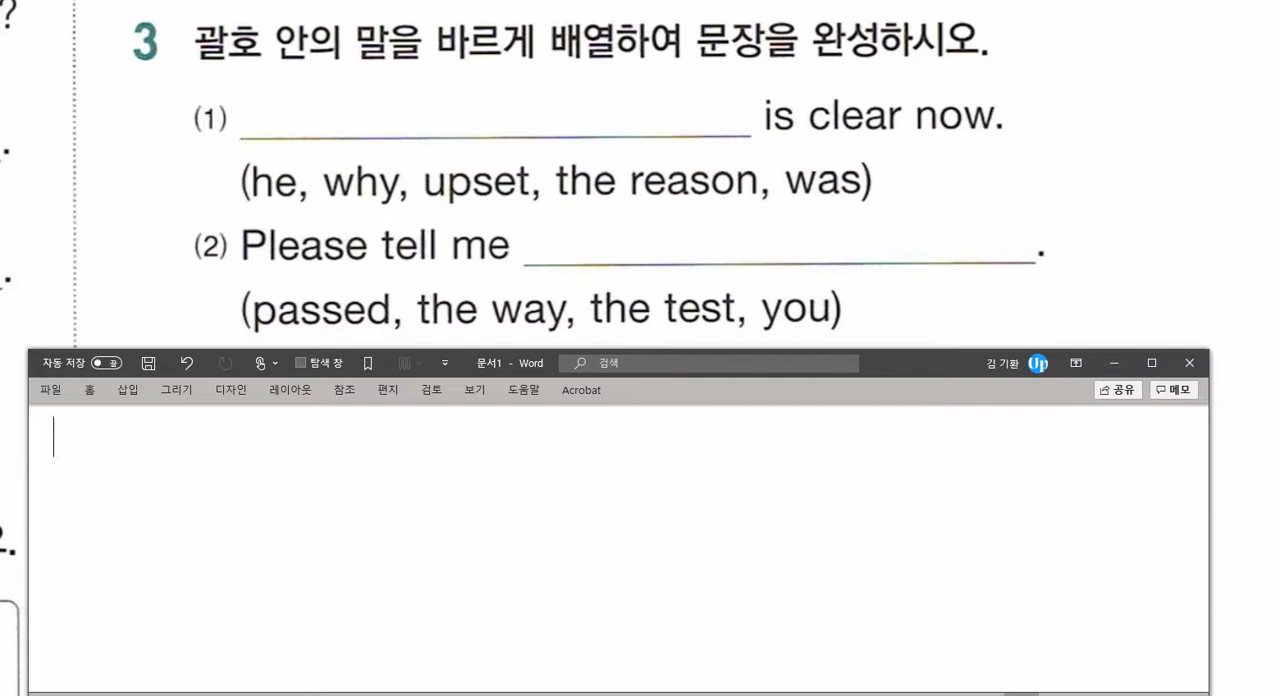 ?
3 괄호 안의 말을 바르게 배열하여 문장을 완성하시오.
(1) ____________ is clear now.
(he, why, upset, the reason, was)
(2) Please tell me ____________.
(passed, the way, the test, you)
자동 저장 끔 탐색 창 문서1 - Word 검색 김 기환 Up
파일 홈 삽입 그리기 디자인 레이아웃 참조 편지 검토 보기 도움말 Acrobat 공유 메모